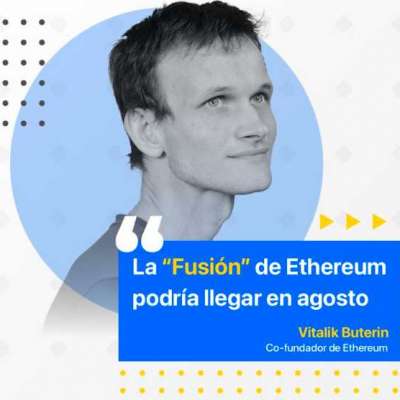 La “Fusión” de Ethereum
podría llegar en agosto
Vitalik Buterin
Co-fundador de Ethereum